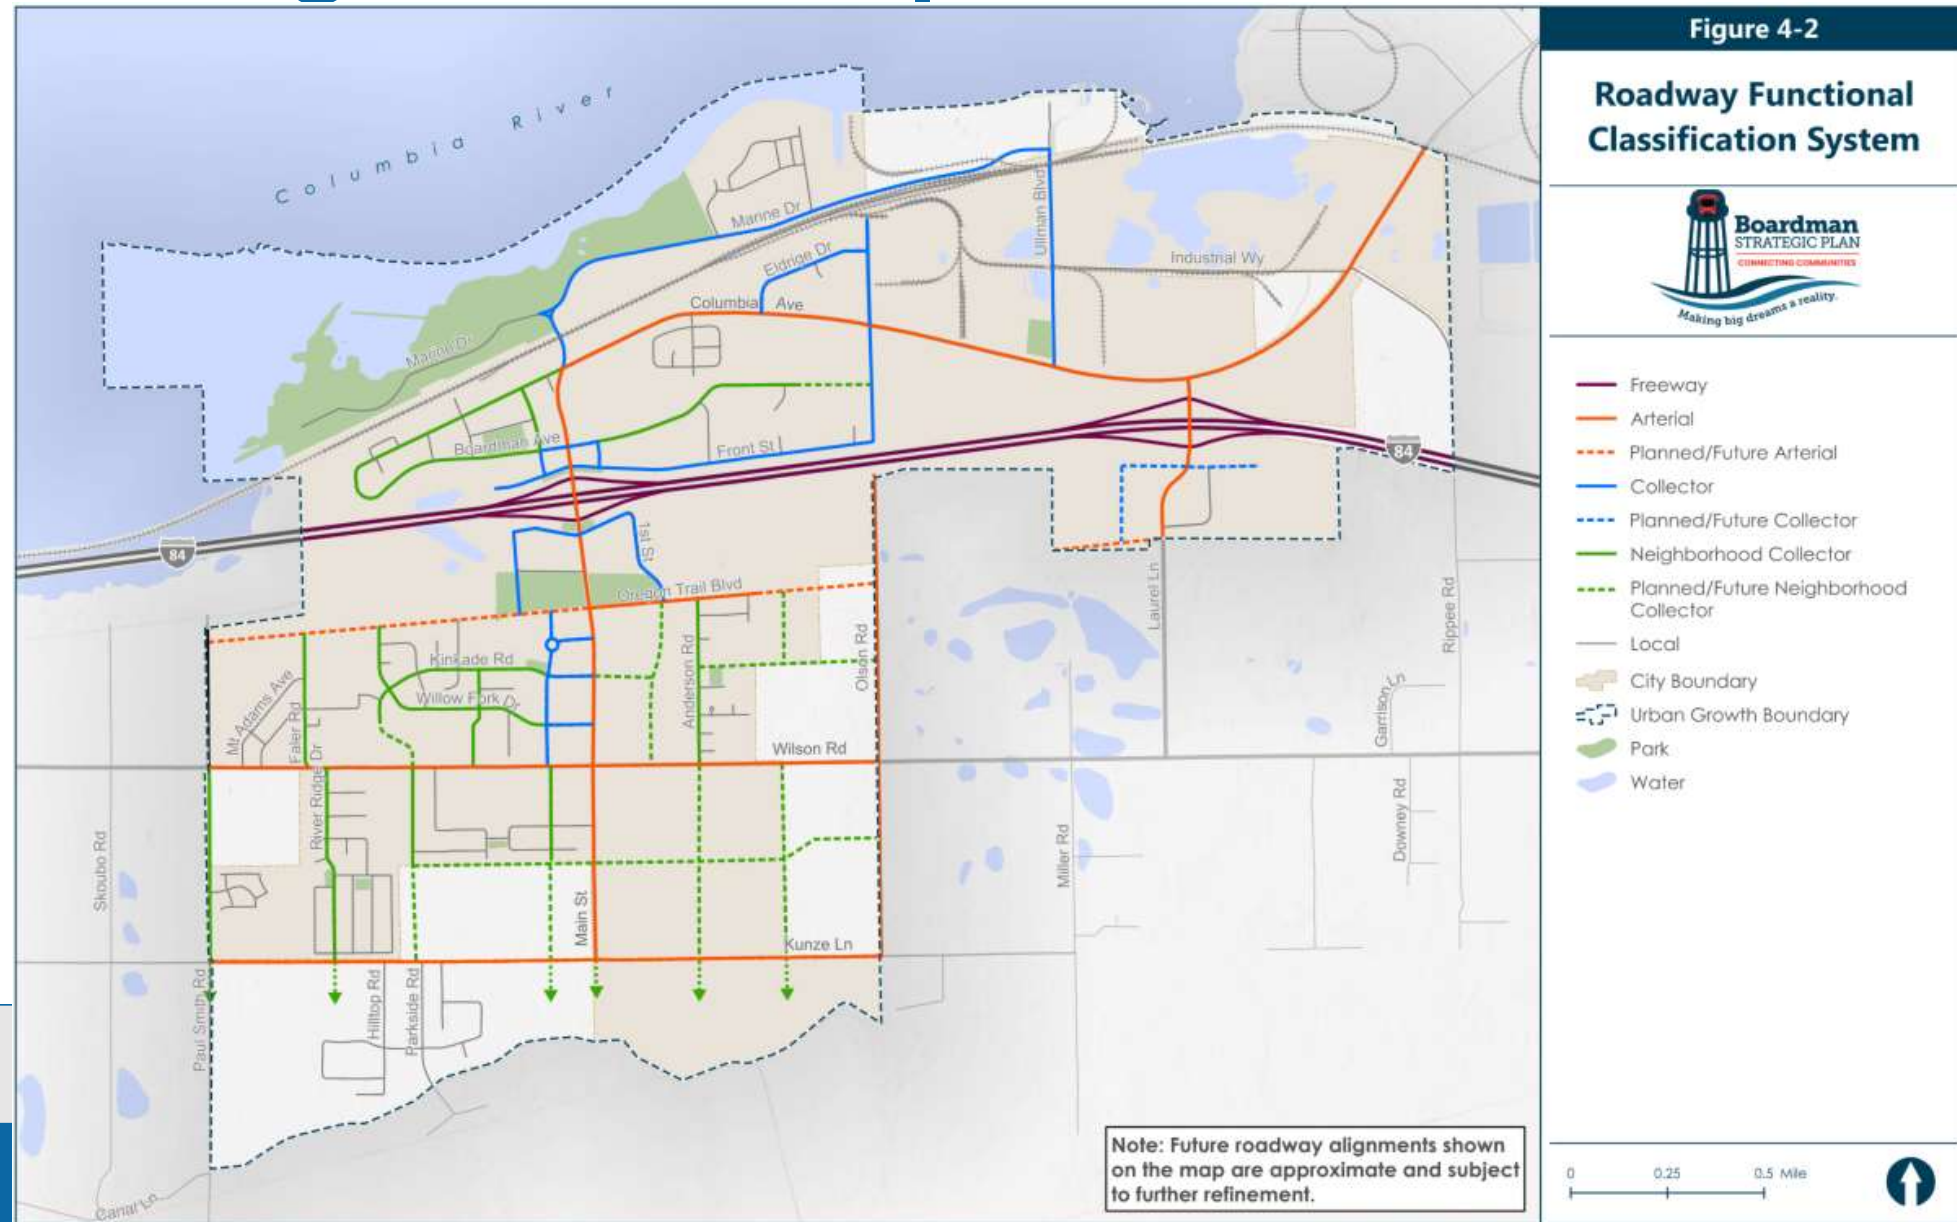 Figure 4-2
Roadway Functional
Classification System
Boardman
STRATEGIC PLAN
CONNECTING COMMUNITIES
Making big dreams a reality.
Freeway
Arterial
Planned/Future Arterial
Collector
Planned/Future Collector
Neighborhood Collector
Planned/Future Neighborhood
Collector
Local
City Boundary
Urban Growth Boundary
Park
Water
0 0.25 0.5 Mile
Columbia River
Marine Dr
Eldrige Dr
Ullman Blvd
Industrial Wy
Columbia Ave
Marine Dr
Boardman Ave
Front St
84
84
1st St
Oregon Trail Blvd
Laurel Ln
Rippee Rd
Olson Rd
Anderson Rd
Kinkade Rd
Willow Fork Dr
Mt Adams Ave
Faler Rd
Garrison Ln
Wilson Rd
River Ridge Dr
Skoubo Rd
Miller Rd
Downey Rd
Main St
Kunze Ln
Paul Smith Rd
Hilltop Rd
Parkside Rd
Canal Ln
Note: Future roadway alignments shown
on the map are approximate and subject
to further refinement.